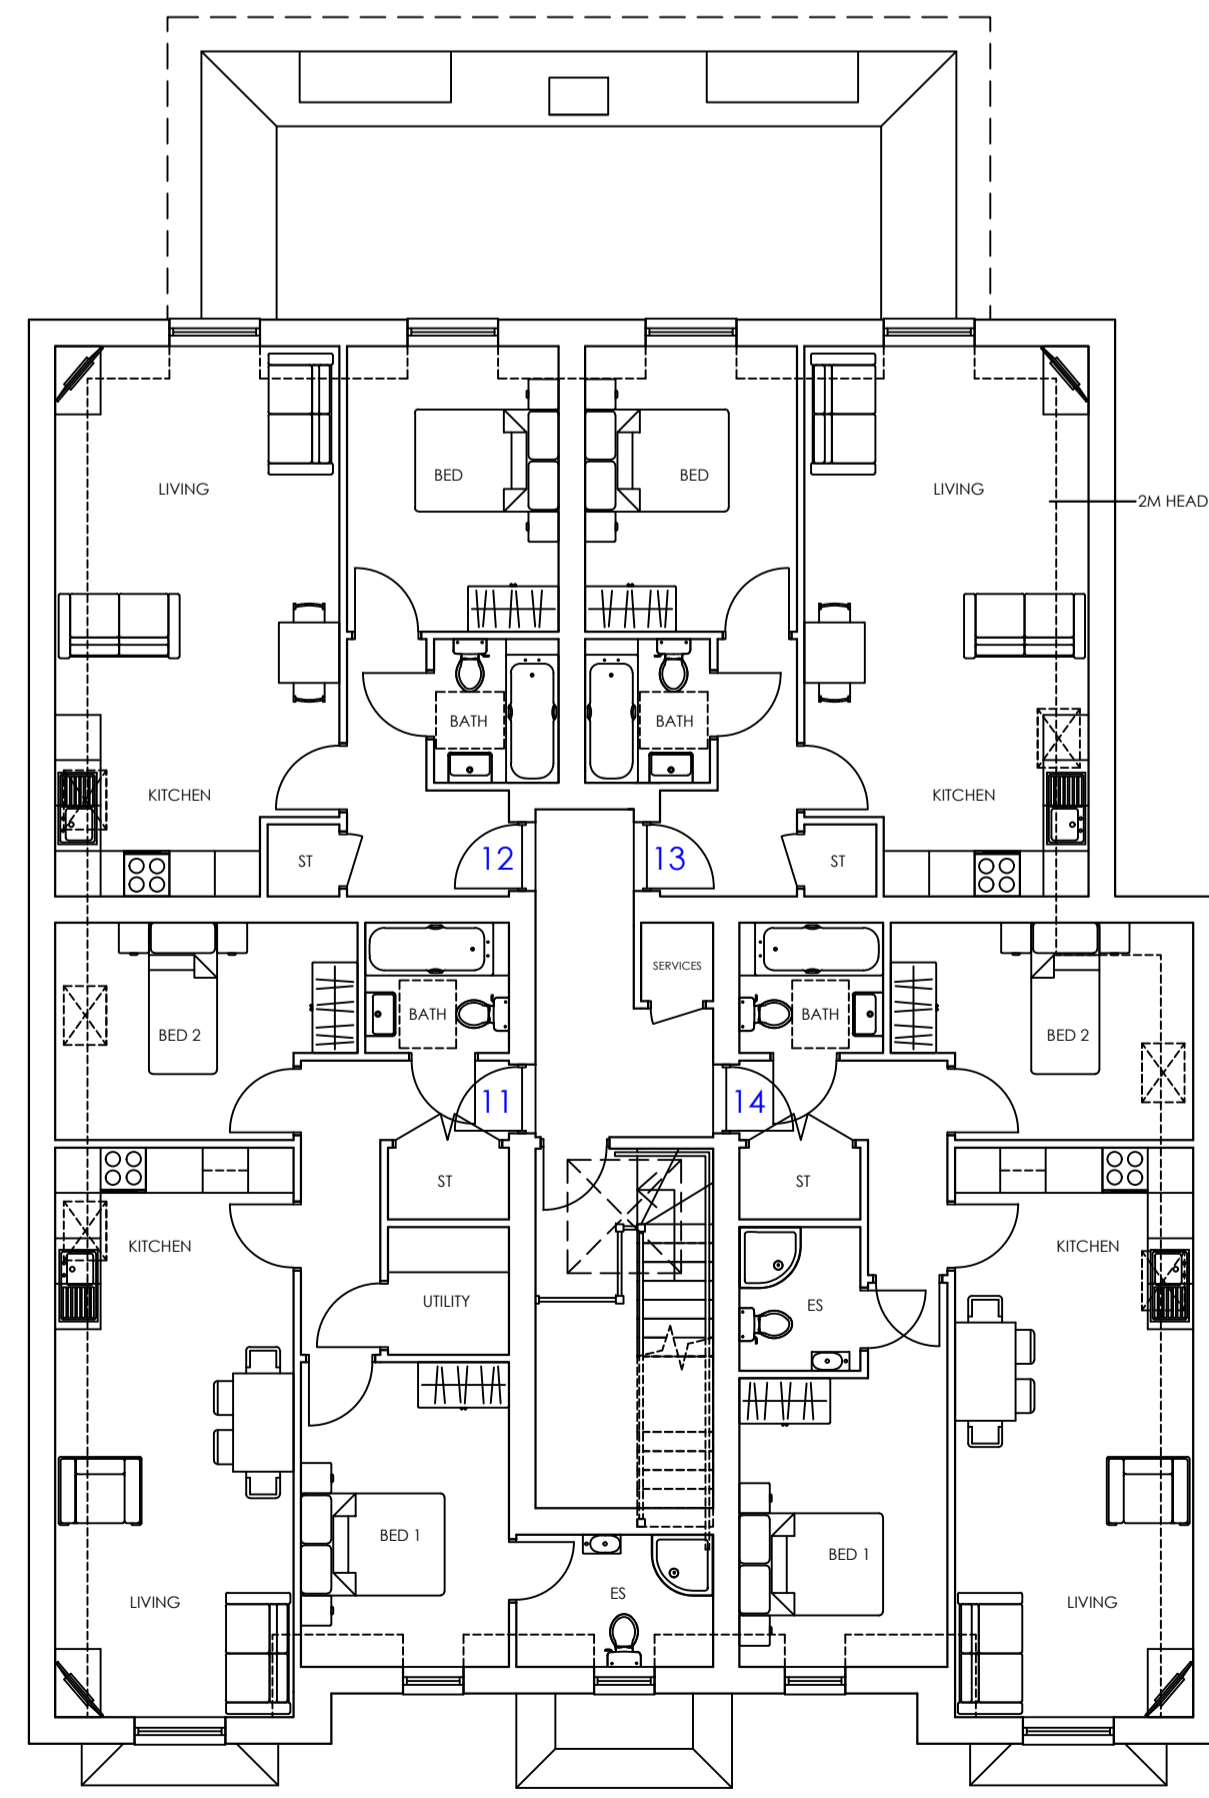 LIVING
BED
BED
LIVING
2M HEAD
BATH
BATH
KITCHEN
KITCHEN
ST
12
13
ST
SERVICES
BED 2
BATH
BATH
BED 2
11
14
ST
ST
KITCHEN
KITCHEN
UTILITY
ES
BED 1
BED 1
LIVING
ES
LIVING